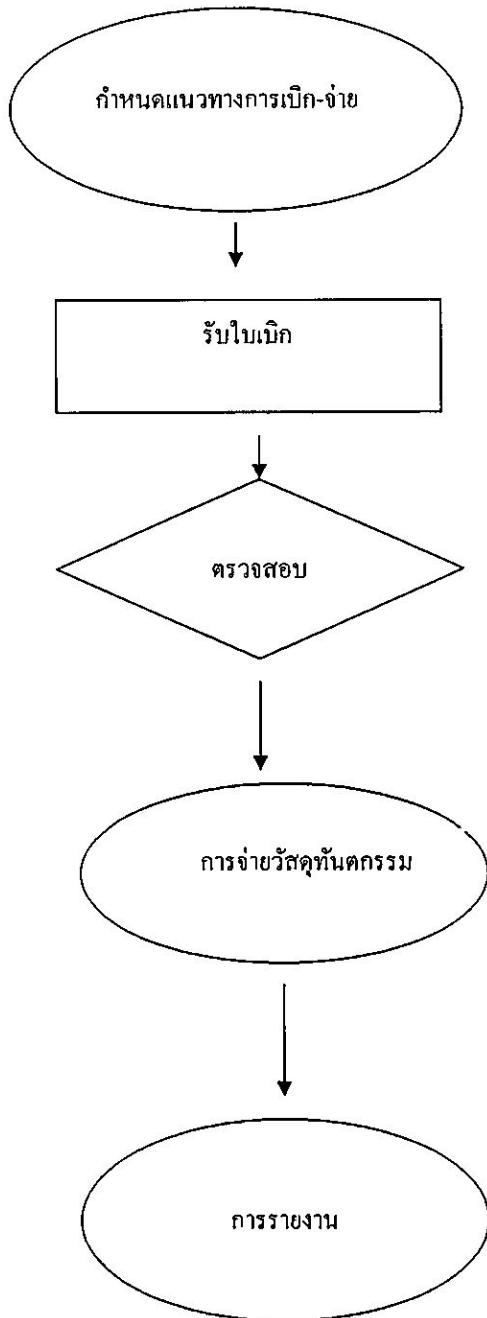 กำหนดแนวทางการเบิก-จ่าย
รับใบเบิก
ตรวจสอบ
การจ่ายวัสดุทันตกรรม
การรายงาน